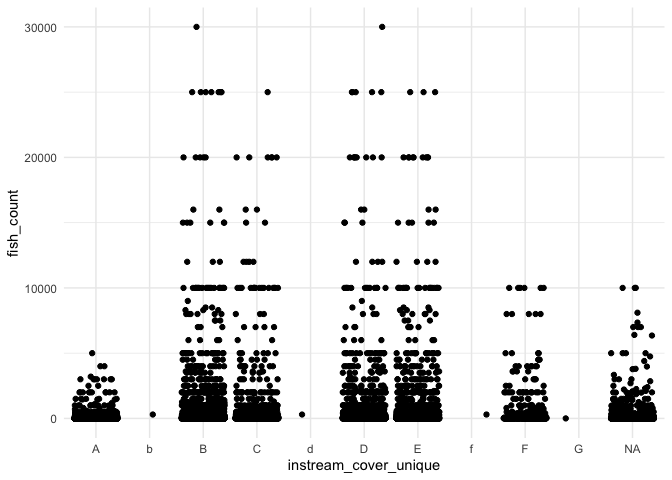 30000
20000
10000
0
fish_count
A b B C d D E f F G NA
instream_cover_unique